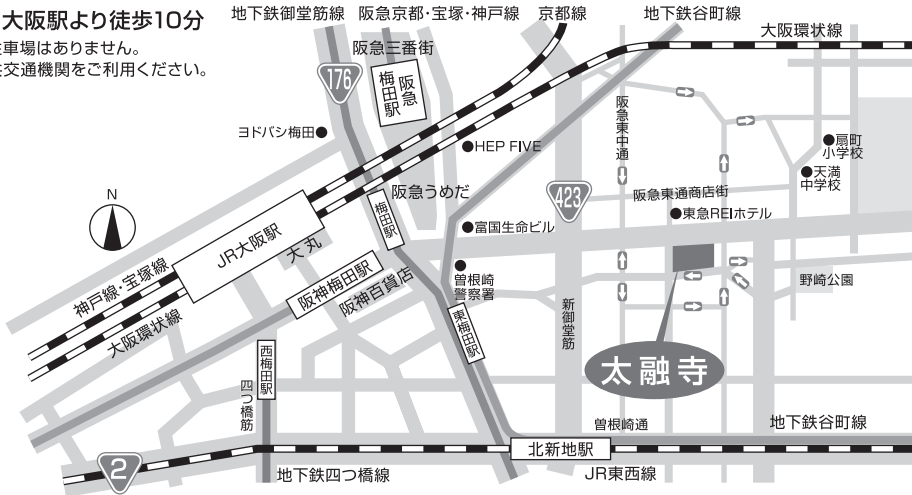 大阪駅より徒歩10分
車場はありません。
交通機関をご利用ください。
地下鉄御堂筋線
阪急京都・宝塚・神戸線
京都線
地下鉄谷町線
大阪環状線
阪急三番街
176
阪急
梅田駅
ヨドバシ梅田
HEP FIVE
阪急東中通
扇町
小学校
天満
中学校
阪急うめだ
梅田駅
423
阪急東通商店街
東急REIホテル
富国生命ビル
N
JR大阪駅
大丸
神戸線・宝塚線
大阪環状線
阪神梅田駅
阪神百貨店
曽根崎
警察署
東梅田駅
新御堂筋
野崎公園
太融寺
西梅田駅
四つ橋筋
曽根崎通
地下鉄谷町線
北新地駅
2
地下鉄四つ橋線
JR東西線